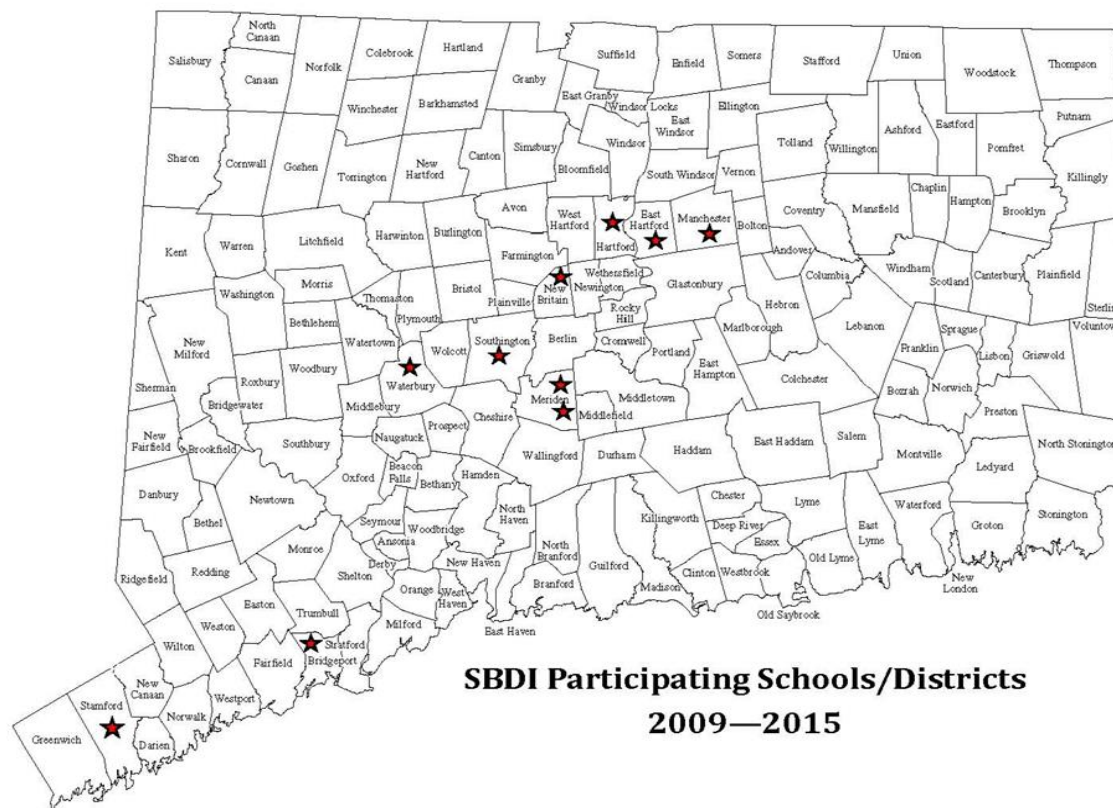 North
Canaan
Salisbury
Canaan
Norfolk
Colebrook
Hartland
Granby
Suffield
Enfield
Somers
Stafford
Union
Woodstock
Thompson
Winchester
Barkhamsted
East Granby
Windsor Locks
East
Windsor
Ellington
Putnam
Sharon
Cornwall
Goshen
Torrington
New
Hartford
Canton
Simsbury
Bloomfield
Windsor
South Windsor
Vernon
Tolland
Willington
Ashford
Eastford
Pomfret
Killingly
Kent
Warren
Litchfield
Harwinton
Burlington
Avon
West
Hartford
Hartford
East
Hartford
Manchester
Bolton
Coventry
Mansfield
Chaplin
Hampton
Brooklyn
Andover
Farmington
Washington
Morris
Thomaston
Plymouth
Bristol
Plainville
New
Britain
Wethersfield
Newington
Rocky
Hill
Glastonbury
Hebron
Columbia
Windham
Scotland
Canterbury
Plainfield
Sterlin
New
Milford
Bethlehem
Watertown
Wolcott
Southington
Berlin
Cromwell
Portland
East
Hampton
Marlborough
Lebanon
Franklin
Sprague
Lisbon
Griswold
Voluntov
Sherman
Roxbury
Woodbury
Waterbury
Middlebury
Cheshire
Meriden
Middlefield
Middletown
Colchester
Bozrah
Norwich
Preston
Bridgewater
New
Fairfield
Brookfield
Southbury
Naugatuck
Prospect
Wallingford
Durham
Haddam
East Haddam
Salem
Montville
North Stonington
Danbury
Bethel
Newtown
Oxford
Beacon
Falls
Bethany
Hamden
North
Haven
Killingworth
Chester
Lyme
Waterford
Ledyard
Seymour
Woodbridge
Ansonia
Derby
North
Branford
Guilford
Deep River
Essex
East
Lyme
Groton
Stonington
Ridgefield
Redding
Monroe
Shelton
Orange
New Haven
West
Haven
Branford
Madison
Clinton
Westbrook
Old Lyme
New
London
Old Saybrook
East Haven
Easton
Trumbull
Milford
Weston
Wilton
Fairfield
Stratford
Bridgeport
New
Canaan
Stamford
Norwalk
Westport
Greenwich
Darien
SBDI Participating Schools/Districts
2009—2015